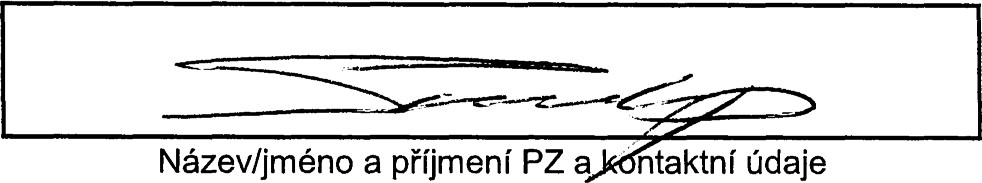 Název/jméno a příjmení PZ a kontaktní údaje